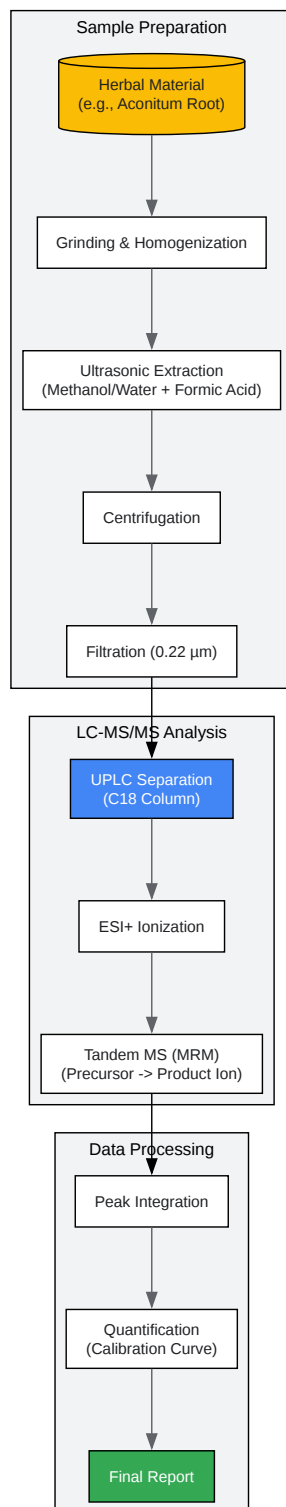 Sample Preparation
Herbal Material
(e.g., Aconitum Root)
Grinding & Homogenization
Ultrasonic Extraction
(Methanol/Water + Formic Acid)
Centrifugation
Filtration (0.22 µm)
LC-MS/MS Analysis
UPLC Separation
(C18 Column)
ESI+ Ionization
Tandem MS (MRM)
(Precursor -> Product Ion)
Data Processing
Peak Integration
Quantification
(Calibration Curve)
Final Report